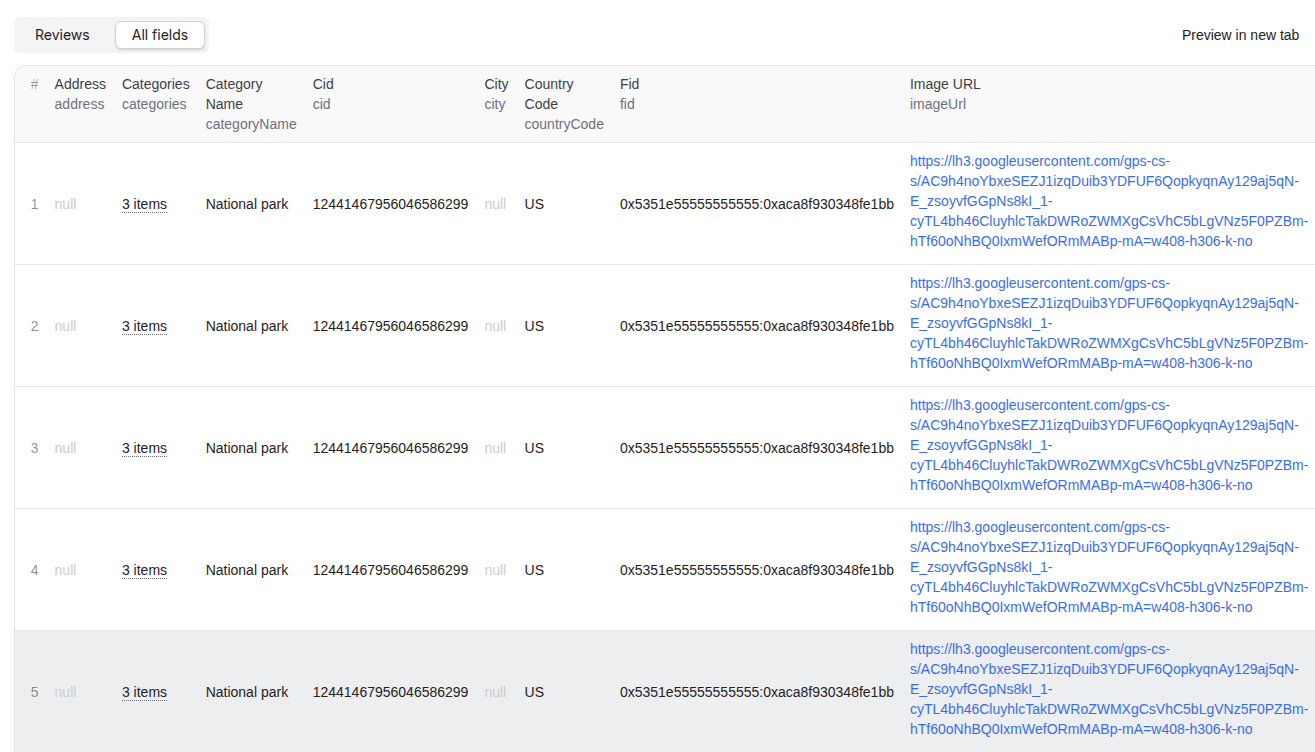 Reviews All fields Preview in new tab
# Address Categories Category Cid City Country Fid Image URL
address categories Name cid city Code fid imageUrl
categoryName countryCode
https://lh3.googleusercontent.com/gps-cs-
s/AC9h4noYbxeSEZJ1izqDuib3YDFUF6QopkyqnAy129aj5qN-
1 null 3 items National park 12441467956046586299 null US 0x5351e55555555555:0xaca8f930348fe1bb E_zsoyvfGGpNs8kI_1-
cyTL4bh46CluyhlcTakDWRoZWMXgCsVhC5bLgVNz5F0PZBm-
hTf60oNhBQ0IxmWefORmMABp-mA=w408-h306-k-no
https://lh3.googleusercontent.com/gps-cs-
s/AC9h4noYbxeSEZJ1izqDuib3YDFUF6QopkyqnAy129aj5qN-
2 null 3 items National park 12441467956046586299 null US 0x5351e55555555555:0xaca8f930348fe1bb E_zsoyvfGGpNs8kI_1-
cyTL4bh46CluyhlcTakDWRoZWMXgCsVhC5bLgVNz5F0PZBm-
hTf60oNhBQ0IxmWefORmMABp-mA=w408-h306-k-no
https://lh3.googleusercontent.com/gps-cs-
s/AC9h4noYbxeSEZJ1izqDuib3YDFUF6QopkyqnAy129aj5qN-
3 null 3 items National park 12441467956046586299 null US 0x5351e55555555555:0xaca8f930348fe1bb E_zsoyvfGGpNs8kI_1-
cyTL4bh46CluyhlcTakDWRoZWMXgCsVhC5bLgVNz5F0PZBm-
hTf60oNhBQ0IxmWefORmMABp-mA=w408-h306-k-no
https://lh3.googleusercontent.com/gps-cs-
s/AC9h4noYbxeSEZJ1izqDuib3YDFUF6QopkyqnAy129aj5qN-
4 null 3 items National park 12441467956046586299 null US 0x5351e55555555555:0xaca8f930348fe1bb E_zsoyvfGGpNs8kI_1-
cyTL4bh46CluyhlcTakDWRoZWMXgCsVhC5bLgVNz5F0PZBm-
hTf60oNhBQ0IxmWefORmMABp-mA=w408-h306-k-no
https://lh3.googleusercontent.com/gps-cs-
s/AC9h4noYbxeSEZJ1izqDuib3YDFUF6QopkyqnAy129aj5qN-
5 null 3 items National park 12441467956046586299 null US 0x5351e55555555555:0xaca8f930348fe1bb E_zsoyvfGGpNs8kI_1-
cyTL4bh46CluyhlcTakDWRoZWMXgCsVhC5bLgVNz5F0PZBm-
hTf60oNhBQ0IxmWefORmMABp-mA=w408-h306-k-no